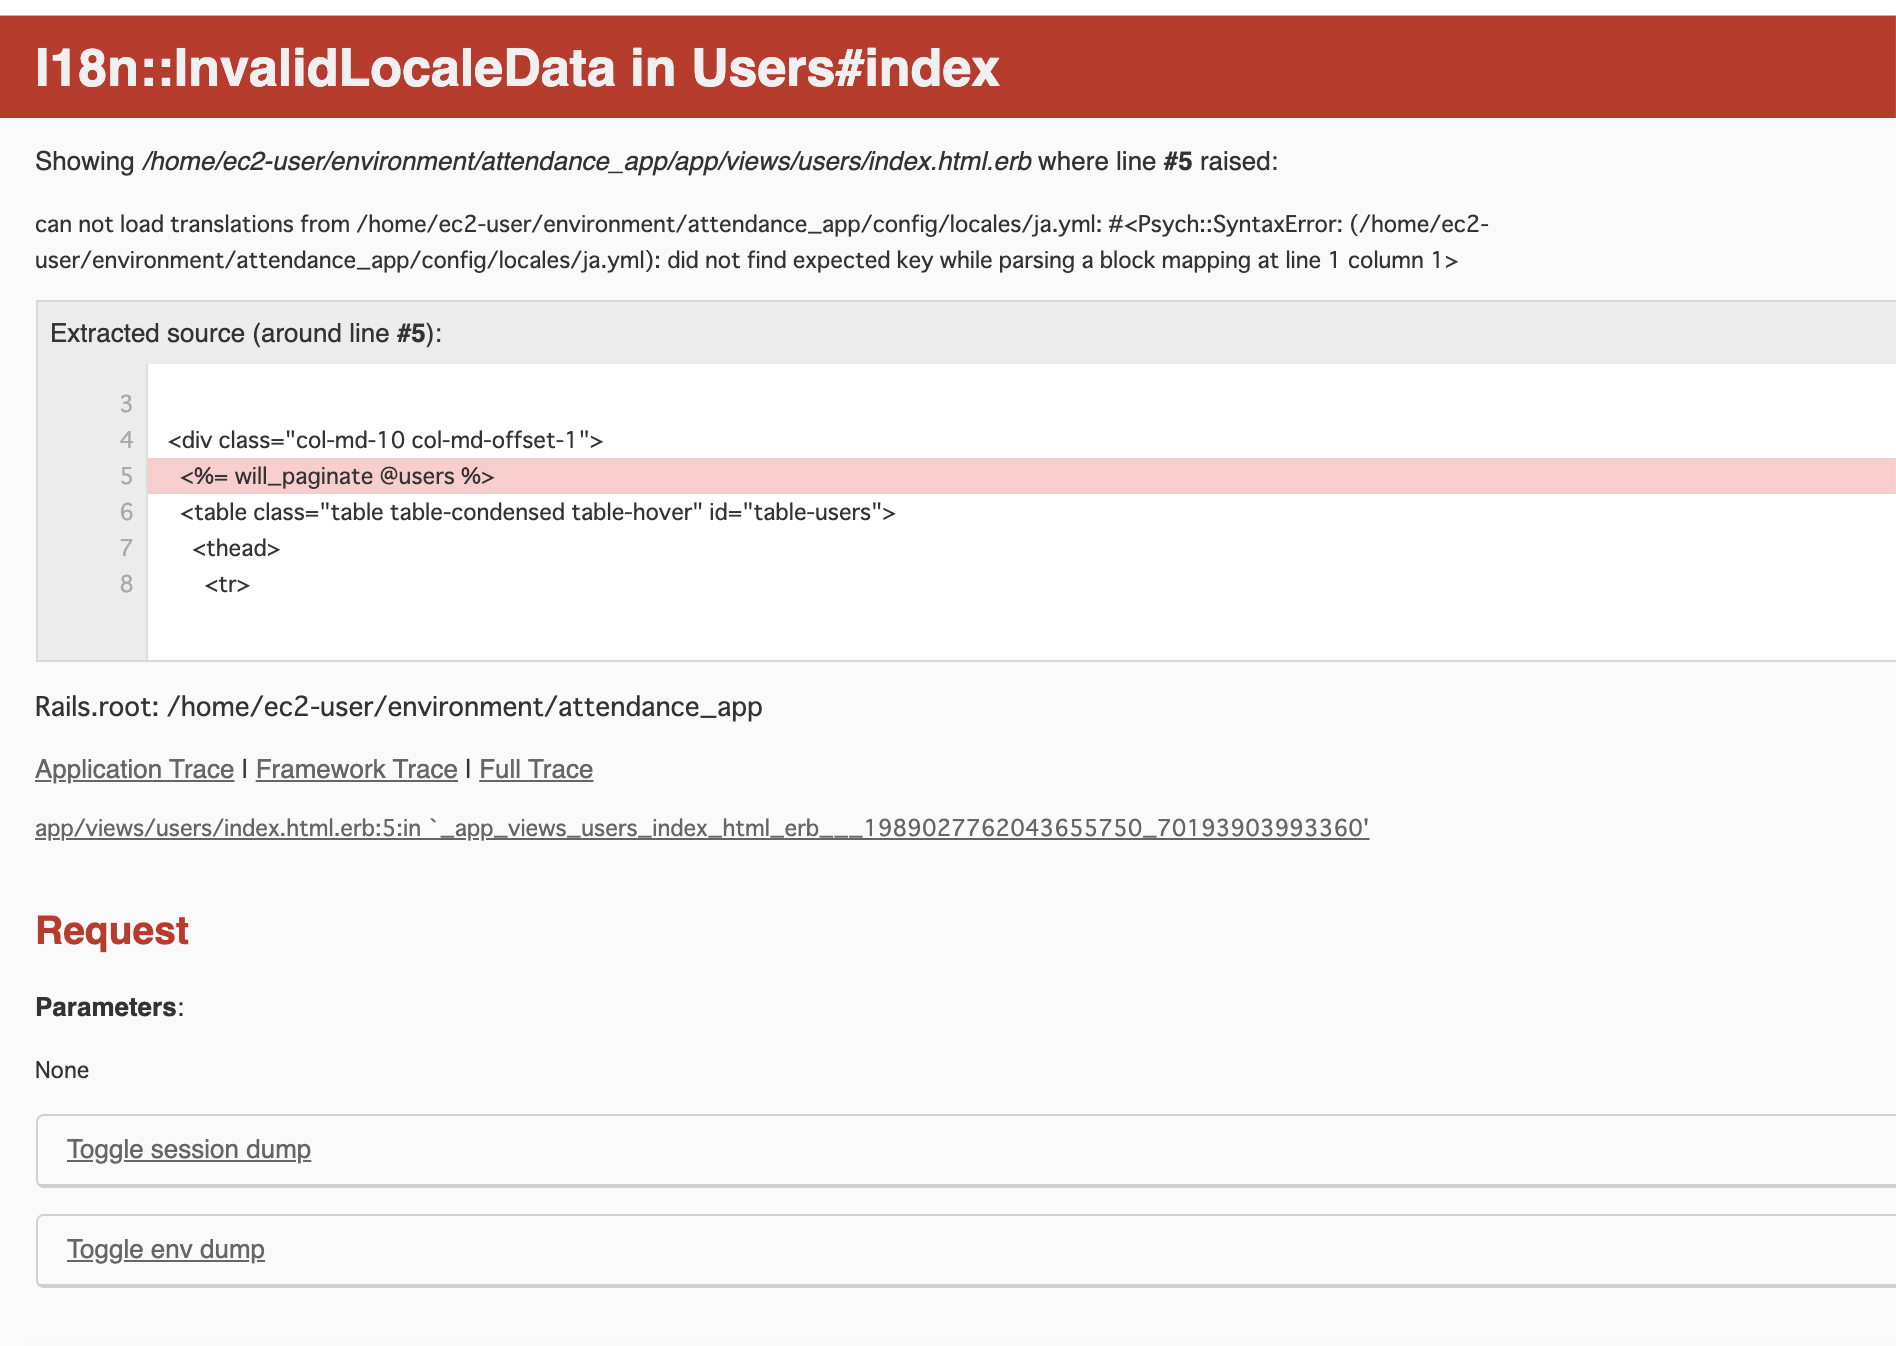 I18n::InvalidLocaleData in Users#index
Showing /home/ec2-user/environment/attendance_app/app/views/users/index.html.erb where line #5 raised:
can not load translations from /home/ec2-user/environment/attendance_app/config/locales/ja.yml: #<Psych::SyntaxError: (/home/ec2-
user/environment/attendance_app/config/locales/ja.yml): did not find expected key while parsing a block mapping at line 1 column 1>
Extracted source (around line #5):
3
4 <div class="col-md-10 col-md-offset-1">
5 <%= will_paginate @users %>
6 <table class="table table-condensed table-hover" id="table-users">
7 <thead>
8 <tr>
Rails.root: /home/ec2-user/environment/attendance_app
Application Trace | Framework Trace | Full Trace
app/views/users/index.html.erb:5:in `_app_views_users_index_html_erb___1989027762043655750_70193903993360'
Request
Parameters:
None
Toggle session dump
Toggle env dump